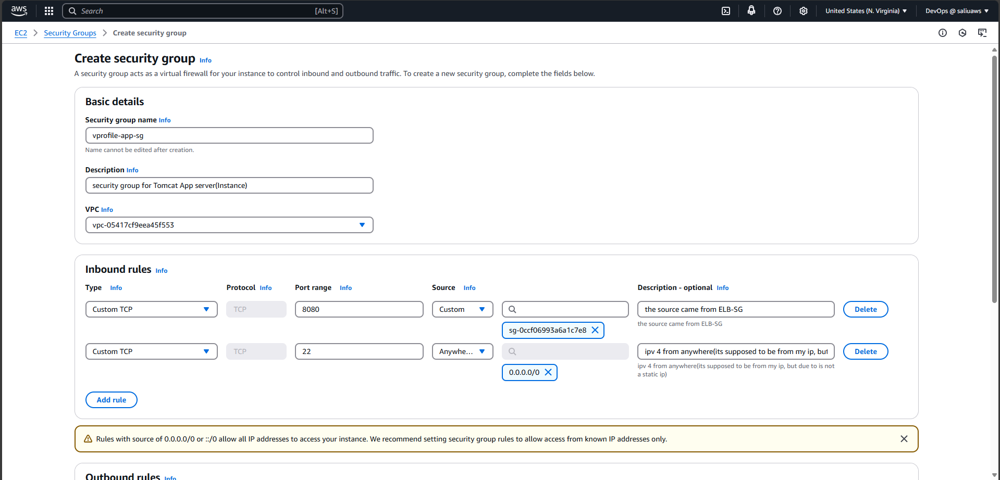 aws
Search
[Alt+S]
United States (N. Virginia)
DevOps @ saliuaws
EC2
Security Groups
Create security group
Create security group Info
A security group acts as a virtual firewall for your instance to control inbound and outbound traffic. To create a new security group, complete the fields below.
Basic details
Security group name Info
vprofile-app-sg
Name cannot be edited after creation.
Description Info
security group for Tomcat App server(Instance)
VPC Info
vpc-05417cf9eea45f553
Inbound rules Info
Type Info Protocol Info Port range Info Source Info Description - optional Info
Custom TCP TCP 8080 Custom the source came from ELB-SG Delete
the source came from ELB-SG
sg-0ccf06993a6a1c7e8
Custom TCP TCP 22 Anywhe... ipv 4 from anywhere(its supposed to be from my ip, but Delete
ipv 4 from anywhere(its supposed to be from my ip, but due to is not
a static ip)
0.0.0.0/0
Add rule
Rules with source of 0.0.0.0/0 or ::/0 allow all IP addresses to access your instance. We recommend setting security group rules to allow access from known IP addresses only.
Outbound rules Info